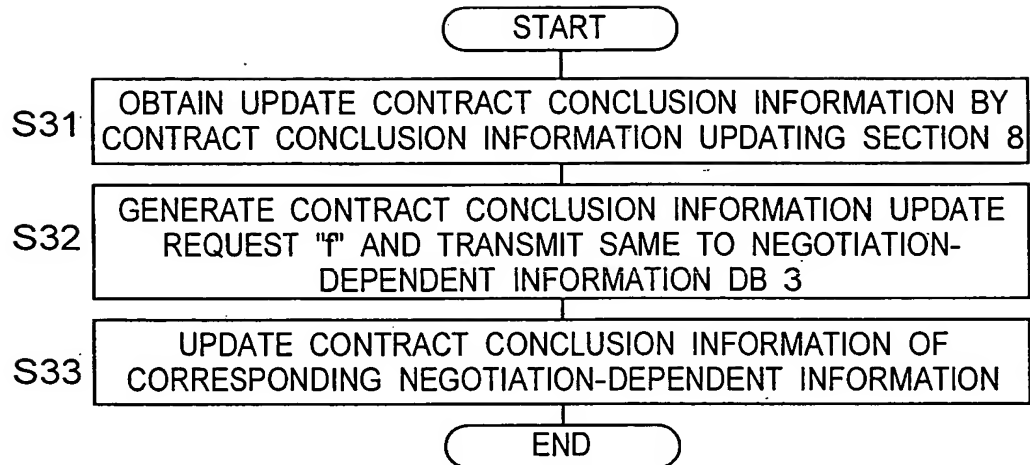 START
S31
OBTAIN UPDATE CONTRACT CONCLUSION INFORMATION BY
CONTRACT CONCLUSION INFORMATION UPDATING SECTION 8
S32
GENERATE CONTRACT CONCLUSION INFORMATION UPDATE
REQUEST "f" AND TRANSMIT SAME TO NEGOTIATION-
DEPENDENT INFORMATION DB 3
S33
UPDATE CONTRACT CONCLUSION INFORMATION OF
CORRESPONDING NEGOTIATION-DEPENDENT INFORMATION
END